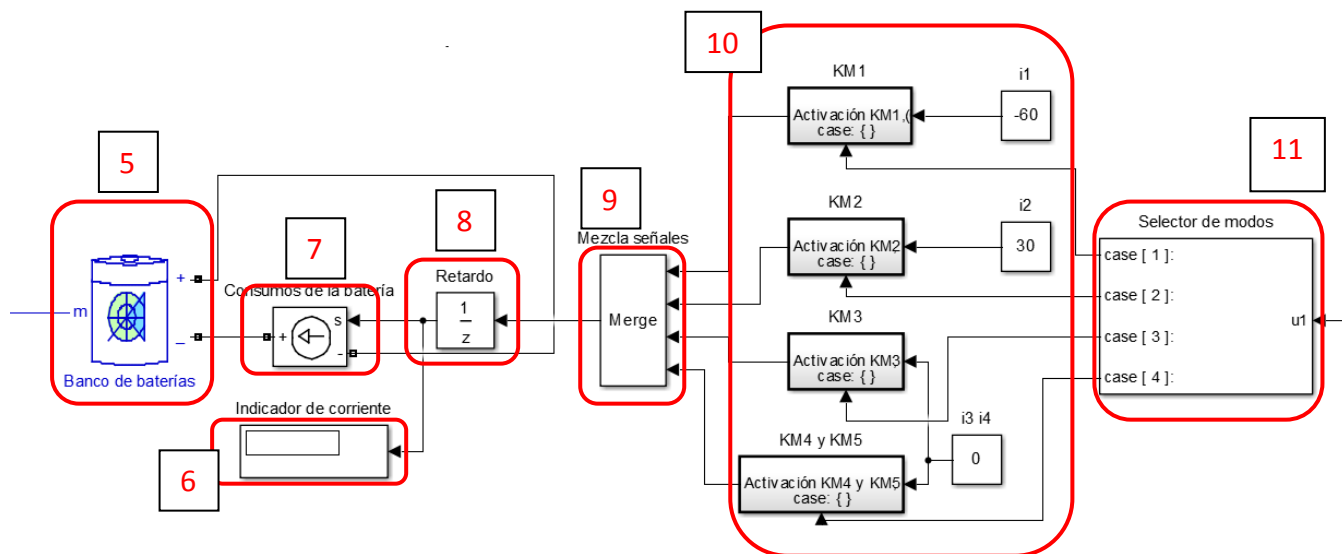 10
KM1
i1
Activación KM1,(
case: { }
-60
5
11
8
9
KM2
i2
Selector de modos
7
Mezcla señales
Activación KM2
case: { }
30
case [ 1 ]:
+
Consumos de la batería
Retardo
case [ 2 ]:
m
s
1
z
Merge
KM3
u1
+
-
_
Activación KM3
case: { }
case [ 3 ]:
Banco de baterías
case [ 4 ]:
Indicador de corriente
i3 i4
KM4 y KM5
0
6
Activación KM4 y KM5
case: { }